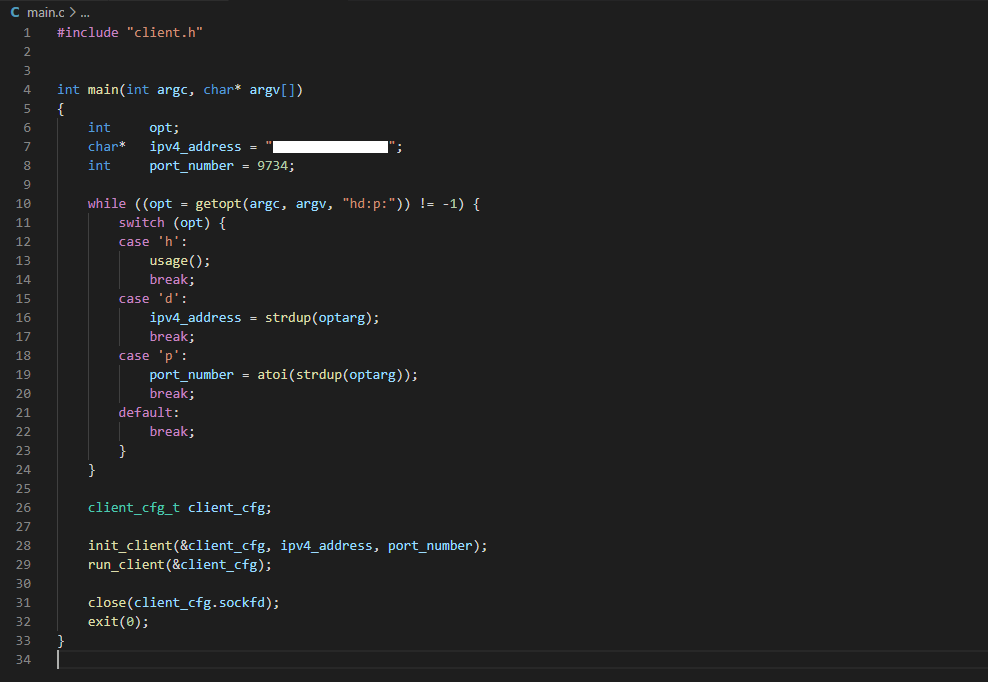 C main.c > ...
1 #include "client.h"
2
3
4 int main(int argc, char* argv[])
5 {
6 int opt;
7 char* ipv4_address = "";
8 int port_number = 9734;
9
10 while ((opt = getopt(argc, argv, "hd:p:")) != -1) {
11 switch (opt) {
12 case 'h':
13 usage();
14 break;
15 case 'd':
16 ipv4_address = strdup(optarg);
17 break;
18 case 'p':
19 port_number = atoi(strdup(optarg));
20 break;
21 default:
22 break;
23 }
24 }
25
26 client_cfg_t client_cfg;
27
28 init_client(&client_cfg, ipv4_address, port_number);
29 run_client(&client_cfg);
30
31 close(client_cfg.sockfd);
32 exit(0);
33 }
34